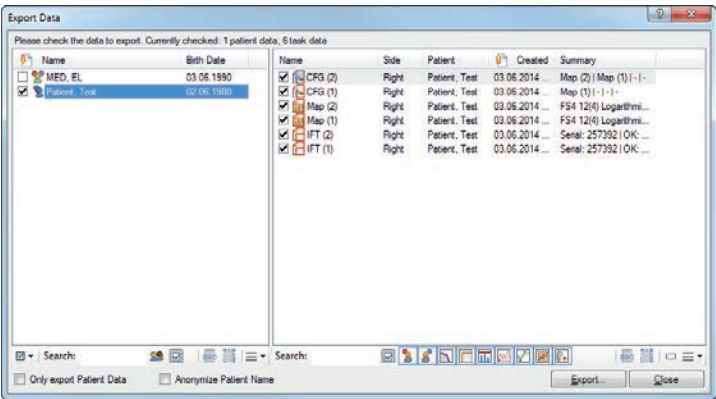 Export Data
Please check the data to export. Currently checked: 1 patient data, 6 task data
Name Birth Date
MED, EL 03.06.1990
Patient, Test 02.06.1980
Name Side Patient Created Summary
CFG (2) Right Patient, Test 03.06.2014 ... Map (2) | Map (1) | - | -
CFG (1) Right Patient, Test 03.06.2014 ... Map (1) | - | - | -
Map (2) Right Patient, Test 03.06.2014 ... FS4 12(4) Logarithmi...
Map (1) Right Patient, Test 03.06.2014 ... FS4 12(4) Logarithmi...
IFT (2) Right Patient, Test 03.06.2014 ... Serial: 257392 | OK: ...
IFT (1) Right Patient, Test 03.06.2014 ... Serial: 257392 | OK: ...
Search: Search:
Only export Patient Data Anonymize Patient Name Export... Close